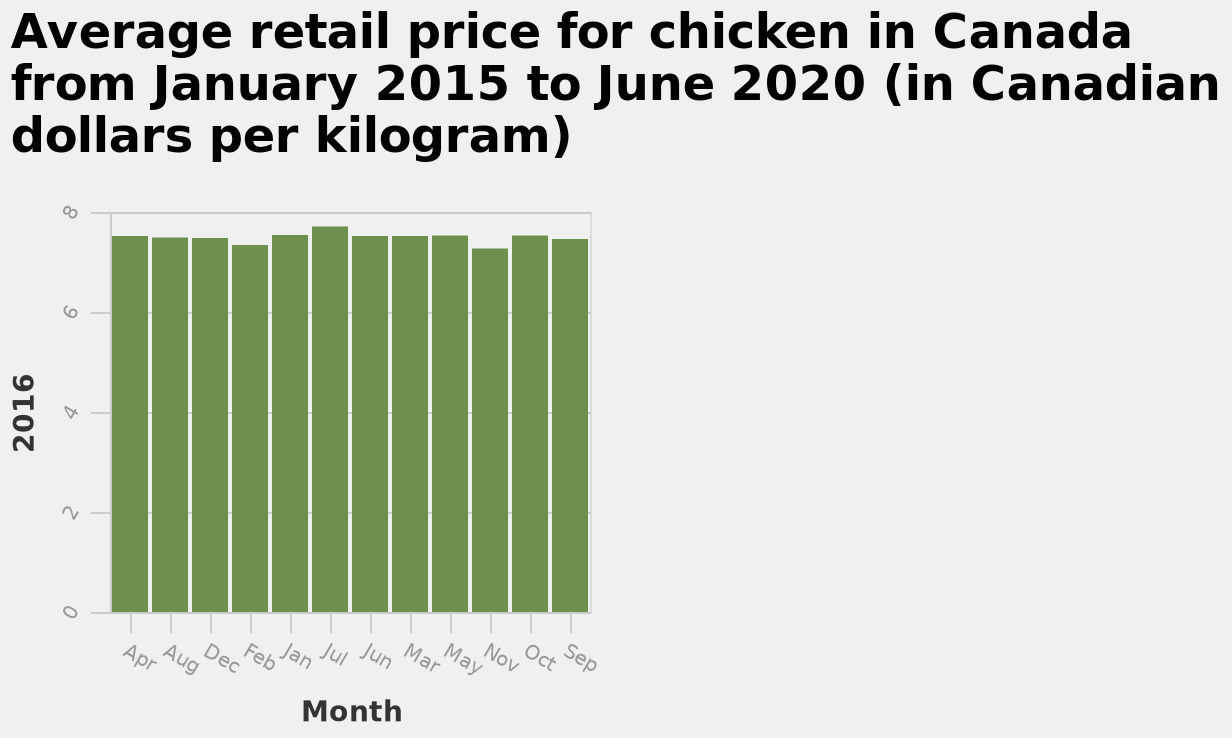 Average retail price for chicken in Canada
from January 2015 to June 2020 (in Canadian
dollars per kilogram)
8
6
4
2
0
2016
Apr Aug Dec Feb Jan Jul Jun Mar May Nov Oct Sep
Month